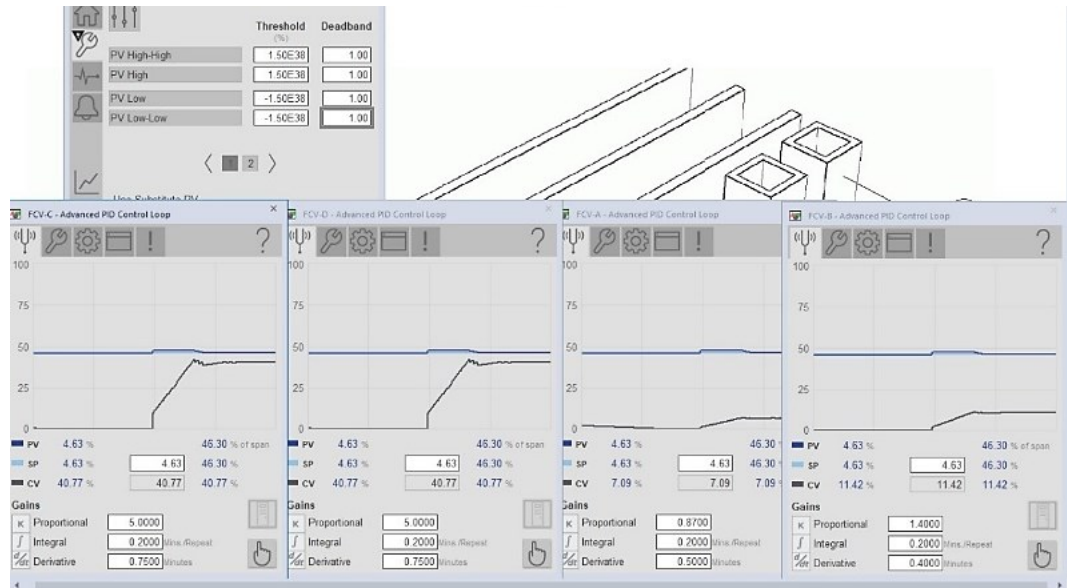 Threshold Deadband
(%)
PV High-High 1.50E38 1.00
PV High 1.50E38 1.00
PV Low -1.50E38 1.00
PV Low-Low -1.50E38 1.00
1 2
Use Substitute PV
FCV-C - Advanced PID Control Loop
?
100
75
50
25
0
PV 4.63 % 46.30 % of span
SP 4.63 % 4.63 46.30 %
CV 40.77 % 40.77 40.77 %
Gains
K Proportional 5.0000
∫ Integral 0.2000 Mins./Repeat
d/dt Derivative 0.7500 Minutes
FCV-D - Advanced PID Control Loop
?
100
75
50
25
0
PV 4.63 % 46.30 % of span
SP 4.63 % 4.63 46.30 %
CV 40.77 % 40.77 40.77 %
Gains
K Proportional 5.0000
∫ Integral 0.2000 Mins./Repeat
d/dt Derivative 0.7500 Minutes
FCV-A - Advanced PID Control Loop
100
75
50
25
0
PV 4.63 % 46.30
SP 4.63 % 4.63 46.30
CV 7.09 % 7.09 7.09
Gains
K Proportional 0.8700
∫ Integral 0.2000 Mins./Repeat
d/dt Derivative 0.5000 Minutes
FCV-B - Advanced PID Control Loop
?
100
75
50
25
0
PV 4.63 % 46.30 % of span
SP 4.63 % 4.63 46.30 %
CV 11.42 % 11.42 11.42 %
Gains
K Proportional 1.4000
∫ Integral 0.2000 Mins./Repeat
d/dt Derivative 0.4000 Minutes